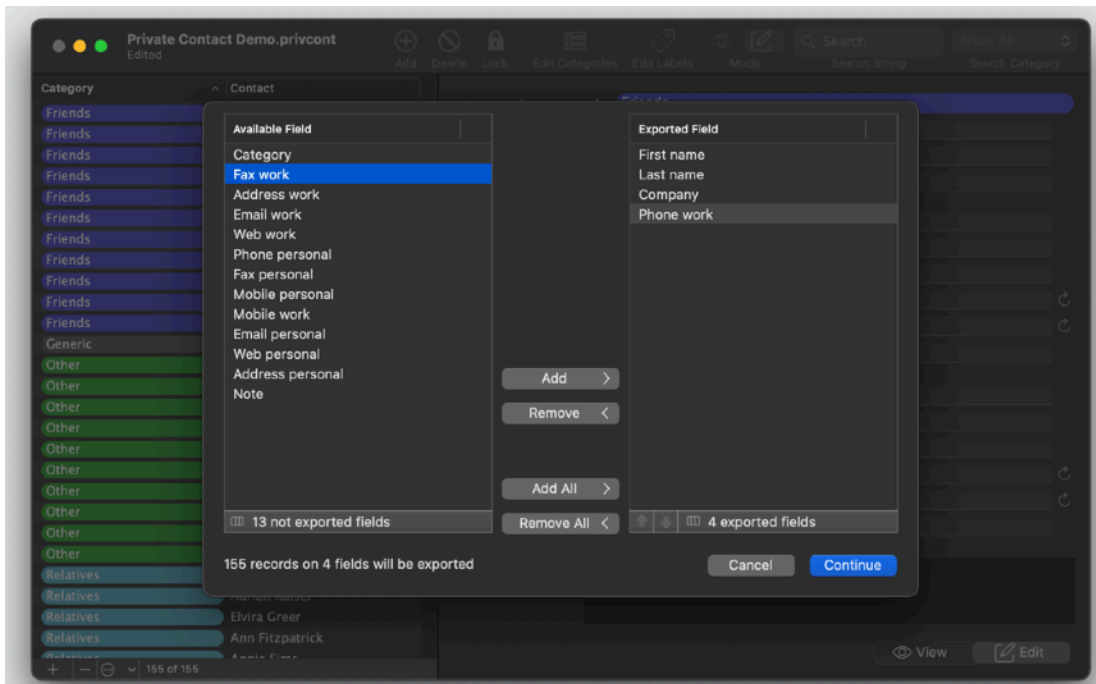 Private Contact Demo.privcont
Edited
Add
Delete
Lock
Edit Categories
Edit Labels
Mode
Search
Search String
Show All
Search Category
Category
Contact
Friends
Friends
Friends
Friends
Friends
Friends
Friends
Friends
Friends
Friends
Friends
Friends
Generic
Other
Other
Other
Other
Other
Other
Other
Other
Other
Other
Relatives
Relatives
Relatives
Elvira Greer
Relatives
Ann Fitzpatrick
155 of 155
Available Field
Category
Fax work
Address work
Email work
Web work
Phone personal
Fax personal
Mobile personal
Mobile work
Email personal
Web personal
Address personal
Note
13 not exported fields
Add
Remove
Add All
Remove All
Exported Field
First name
Last name
Company
Phone work
4 exported fields
155 records on 4 fields will be exported
Cancel
Continue
View
Edit